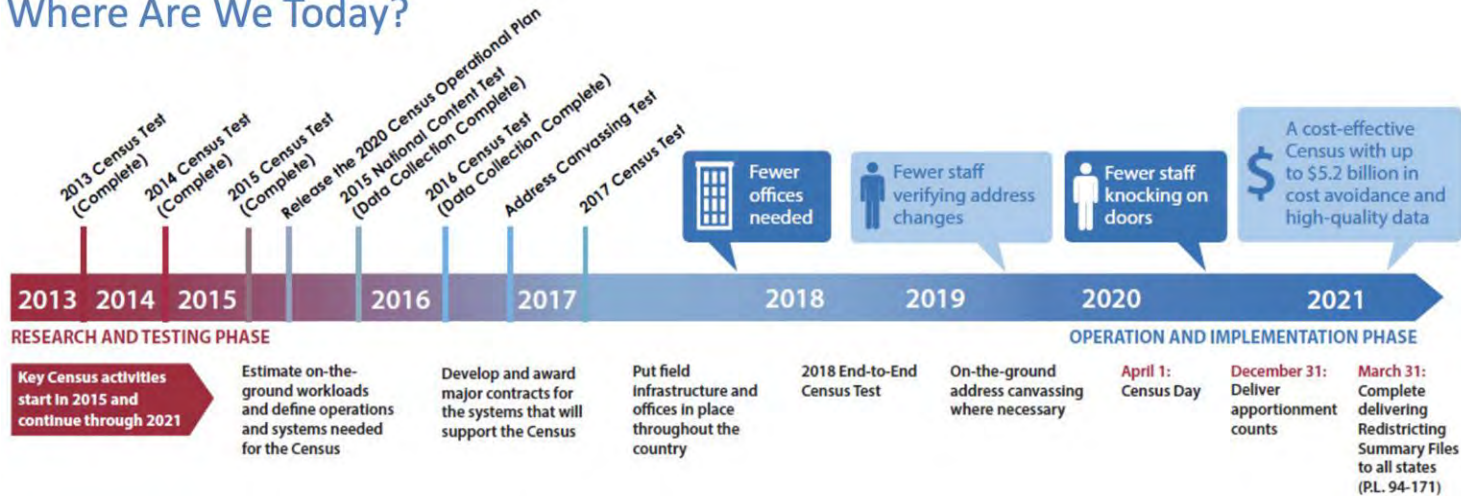 Where Are We Today?
2013 Census Test
(Complete)
2014 Census Test
(Complete)
2015 Census Test
(Complete)
Release the 2020 Census Operational Plan
2015 National Content Test
(Data Collection Complete)
2016 Census Test
(Data Collection Complete)
Address Canvassing Test
2017 Census Test
Fewer
offices
needed
Fewer staff
verifying address
changes
Fewer staff
knocking on
doors
$
A cost-effective
Census with up
to $5.2 billion in
cost avoidance and
high-quality data
2013 2014 2015 2016 2017 2018 2019 2020 2021
RESEARCH AND TESTING PHASE
OPERATION AND IMPLEMENTATION PHASE
Key Census activities
start in 2015 and
continue through 2021
Estimate on-the-
ground workloads
and define operations
and systems needed
for the Census
Develop and award
major contracts for
the systems that will
support the Census
Put field
infrastructure and
offices in place
throughout the
country
2018 End-to-End
Census Test
On-the-ground
address canvassing
where necessary
April 1:
Census Day
December 31:
Deliver
apportionment
counts
March 31:
Complete
delivering
Redistricting
Summary Files
to all states
(P.L. 94-171)